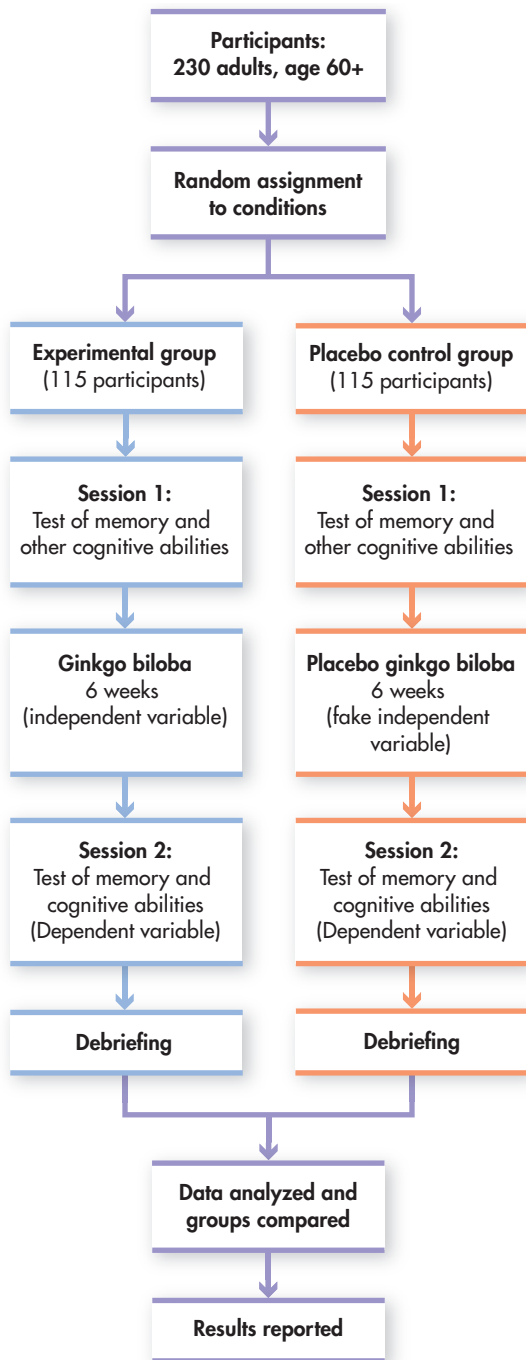 Participants:
230 adults, age 60+
Random assignment
to conditions
Experimental group
(115 participants)
Placebo control group
(115 participants)
Session 1:
Test of memory and
other cognitive abilities
Session 1:
Test of memory and
other cognitive abilities
Ginkgo biloba
6 weeks
(independent variable)
Placebo ginkgo biloba
6 weeks
(fake independent
variable)
Session 2:
Test of memory and
cognitive abilities
(Dependent variable)
Session 2:
Test of memory and
cognitive abilities
(Dependent variable)
Debriefing
Debriefing
Data analyzed and
groups compared
Results reported